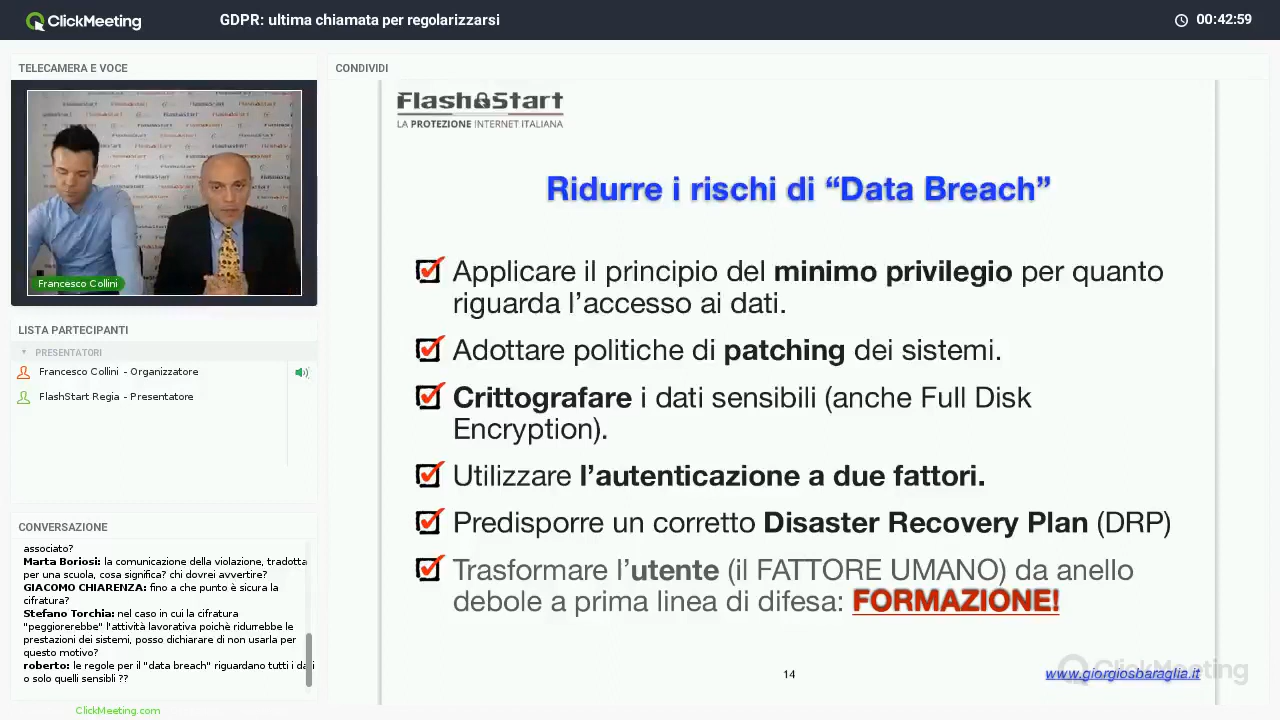 ClickMeeting
GDPR: ultima chiamata per regolarizzarsi
00:42:59
TELECAMERA E VOCE
Francesco Collini
LISTA PARTECIPANTI
PRESENTATORI
Francesco Collini - Organizzatore
FlashStart Regia - Presentatore
CONVERSAZIONE
associato?
Marta Boriosi: la comunicazione della violazione, tradotta
per una scuola, cosa significa? chi dovrei avvertire?
GIACOMO CHIARENZA: fino a che punto è sicura la
cifratura?
Stefano Torchia: nel caso in cui la cifratura
"peggiorerebbe" l'attività lavorativa poichè ridurrebbe le
prestazioni dei sistemi, posso dichiarare di non usarla per
questo motivo?
roberto: le regole per il "data breach" riguardano tutti i dati
o solo quelli sensibli ??
ClickMeeting.com
CONDIVIDI
FlashStart
LA PROTEZIONE INTERNET ITALIANA
Ridurre i rischi di “Data Breach”
Applicare il principio del minimo privilegio per quanto
riguarda l’accesso ai dati.
Adottare politiche di patching dei sistemi.
Crittografare i dati sensibili (anche Full Disk
Encryption).
Utilizzare l’autenticazione a due fattori.
Predisporre un corretto Disaster Recovery Plan (DRP)
Trasformare l’utente (il FATTORE UMANO) da anello
debole a prima linea di difesa: FORMAZIONE!
14
www.giorgiosbaraglia.it
ClickMeeting